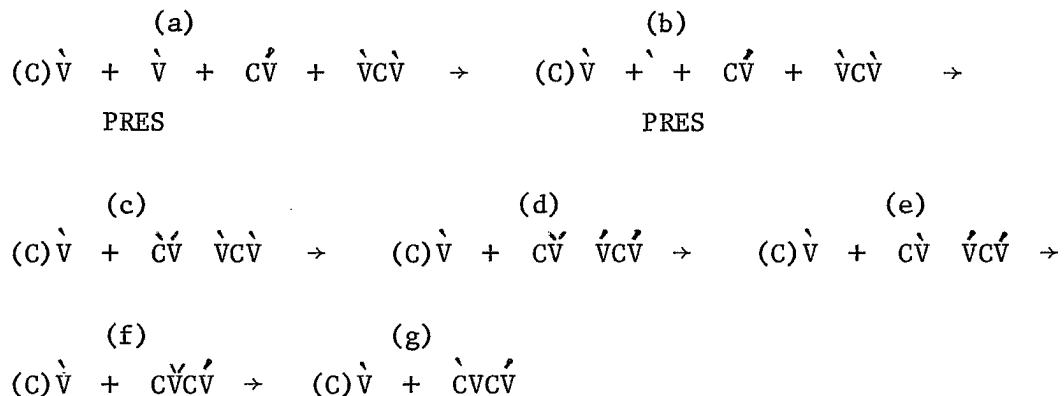 (a) (b)
(C)V̀ + V̀ + CV́ + V̀CV̀ → (C)V̀ + ̀ + CV́ + V̀CV̀ →
PRES PRES
(c) (d) (e)
(C)V̀ + C̀V́ V̀CV̀ → (C)V̀ + CV̌ V́CV́ → (C)V̀ + CV̀ V́CV́ →
(f) (g)
(C)V̀ + CV̌CV́ → (C)V̀ + C̀VCV́